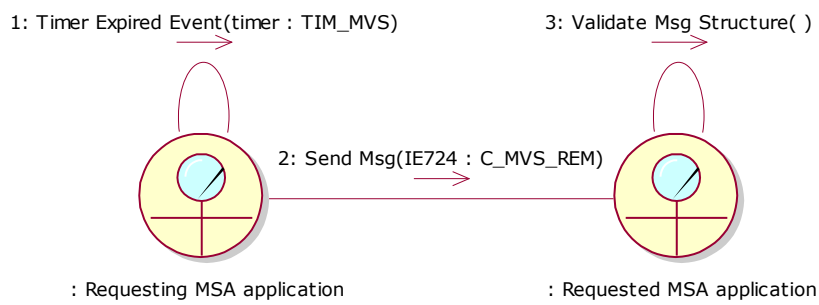 1: Timer Expired Event(timer : TIM_MVS)
3: Validate Msg Structure( )
2: Send Msg(IE724 : C_MVS_REM)
: Requesting MSA application
: Requested MSA application